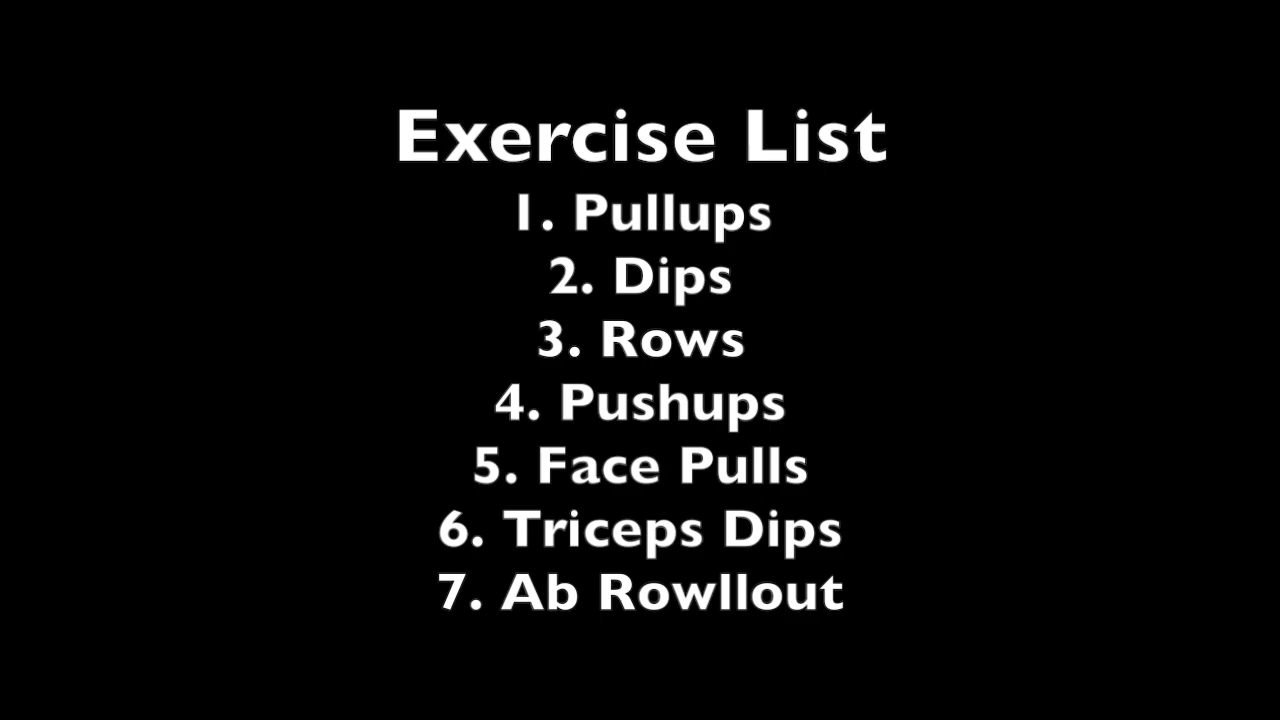 Exercise List
1. Pullups
2. Dips
3. Rows
4. Pushups
5. Face Pulls
6. Triceps Dips
7. Ab Rowllout